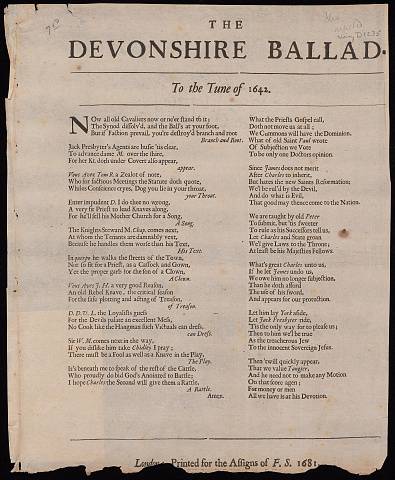 THE
DEVONSHIRE BALLAD.
To the Tune of 1642.
NOw all old Cavaliers now or ne'er stand to it;
The Synod dissolv'd, and the Ball's at your foot,
But if Faction prevail, you're destroy'd branch and root
Branch and Root.
Jack Presbyter's Agents are busie 'tis clear,
To advance dame M. over the shire,
For her Kt. doth under Covert also appear,
appear.
Vous Avez Tom R. a Zealot of note,
Who for factious Meetings the Statute doth quote,
Whiles Conscience cryes, Dog you lie in your throat,
your Throat.
Enter impudent D. I do thee no wrong,
A very fit Priest to lead Knaves along.
For he'll sell his Mother Church for a Song,
A Song.
The Knights Steward M. Clap, comes next,
At whom the Tenants are damnably vext,
Because he handles them worse than his Text,
His Text.
In he walks the streets of the Town,
He is fit for a Priest, as a Cassock, and Gown,
Yet the proper garb for the son of a Clown,
A Clown.
Vous Avez J. H. a very good Reason,
An old Rebel Knave, the critical season
For the fale plotting and acting of Treason,
of Treason.
D. D. L. the Loyalists guess
For the Devils palate an excellent Mess,
No Cook like the Hangman such Victuals can dress,
can Dress.
Sir W. M. comes next in the way,
If you dislike him take Chidley I pray;
There must be a Fool as well as a Knave in the Play,
The Play.
It's beneath me to speak of the rest of the Cattle,
Who proudly do bid God's Anointed to Battle;
I hope Charles the Second will give them a Rattle,
A Rattle.
Amen.
What the Priests Gospel call,
Doth not move us at all;
We Commons will have the Dominion.
What of old Saint Paul wrote
Of Subjection we Vote
To be only one Doctors opinion.
Since James does not merit
After Charles to inherit,
But hates the new Saints Reformation;
We'l be rul'd by the Devil,
And do what is Evil,
That good may thence come to the Nation.
We are taught by old Peter
To submit, but 'tis sweeter
To rule as his Successors tell us,
Let Charles and State groan
We'l give Laws to the Throne;
At least be his Majesties Fellows.
What's great Charles unto us,
If he let James undo us,
We owe him no longer subjection.
Than he doth afford
The use of his sword,
And appears for our protection.
Let him lay York aside,
Let Jack Presbyter ride,
'Tis the only way for to please us;
Then to him we'l be true
As the treacherous Jew
To the innocent Sovereign Jesus.
Then 'twill quickly appear,
That we value Tangier,
And he need not to make any Motion
On that score agen;
For money or men
All we have is at his Devotion.
London, Printed for the Assigns of F. S. 1681.